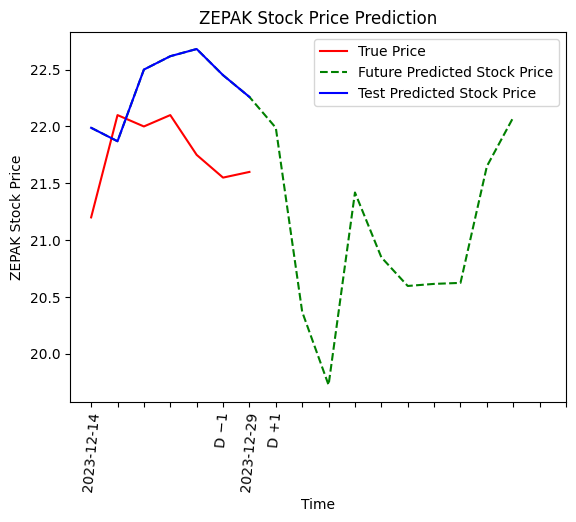 ZEPAK Stock Price Prediction
True Price
Future Predicted Stock Price
Test Predicted Stock Price
ZEPAK Stock Price
22.5
22.0
21.5
21.0
20.5
20.0
2023-12-14
D −1
2023-12-29
D +1
Time